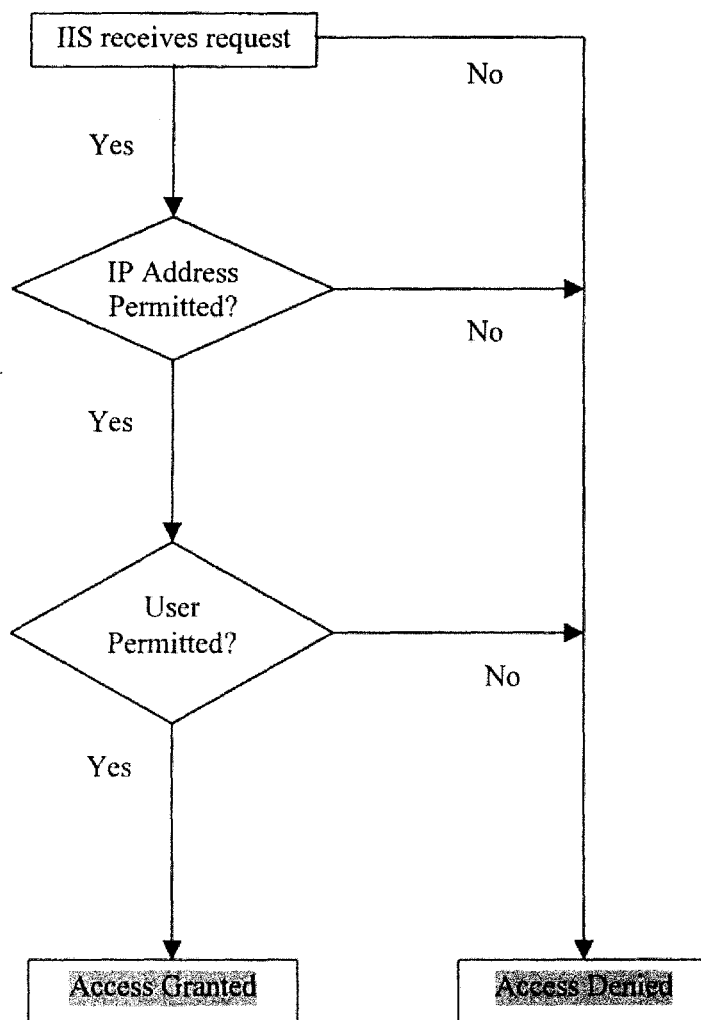 IIS receives request
No
Yes
IP Address
Permitted?
No
Yes
User
Permitted?
No
Yes
Access Granted
Access Denied